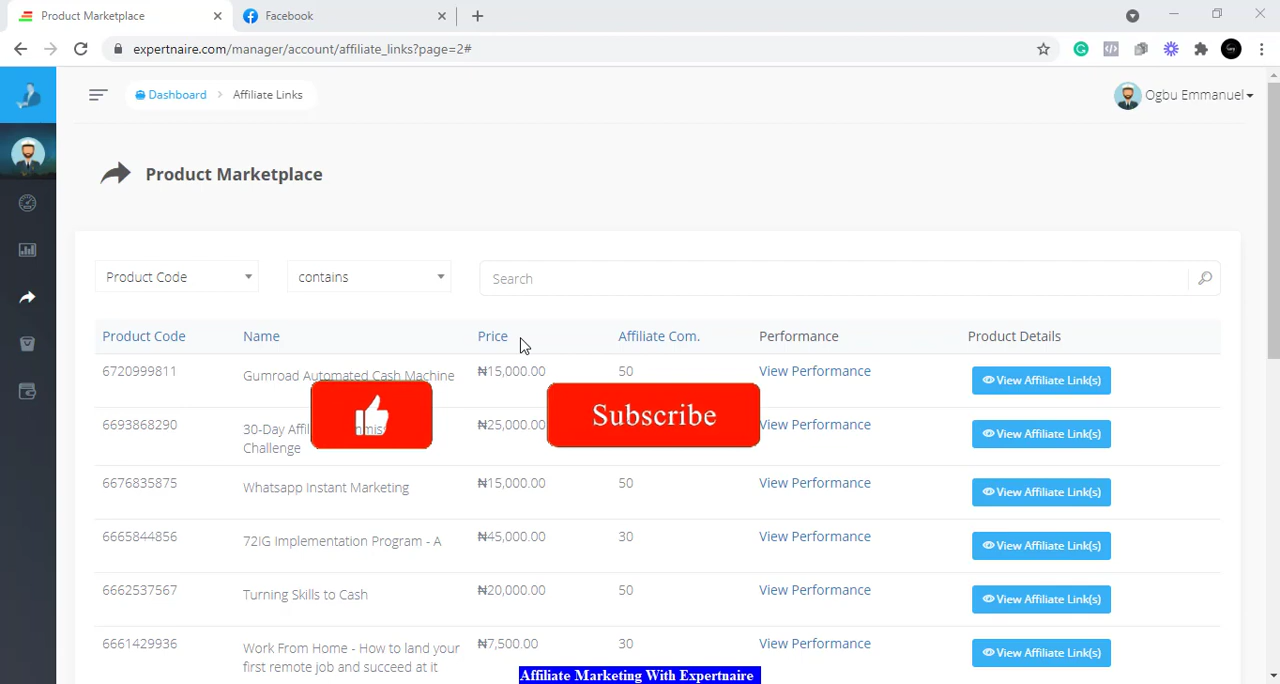 Product Marketplace
Facebook
expertnaire.com/manager/account/affiliate_links?page=2#
Dashboard > Affiliate Links
Ogbu Emmanuel
Product Marketplace
Product Code
contains
Search
Product Code Name Price Affiliate Com. Performance Product Details
6720999811 Gumroad Automated Cash Machine ₦15,000.00 50 View Performance View Affiliate Link(s)
6693868290 30-Day ₦25,000 View Performance View Affiliate Link(s)
Challenge
Subscribe
6676835875 Whatsapp Instant Marketing ₦15,000.00 50 View Performance View Affiliate Link(s)
6665844856 72IG Implementation Program - A ₦45,000.00 30 View Performance View Affiliate Link(s)
6662537567 Turning Skills to Cash ₦20,000.00 50 View Performance View Affiliate Link(s)
6661429936 Work From Home - How to land your ₦7,500.00 30 View Performance View Affiliate Link(s)
first remote job and succeed at it
Affiliate Marketing With Expertnaire